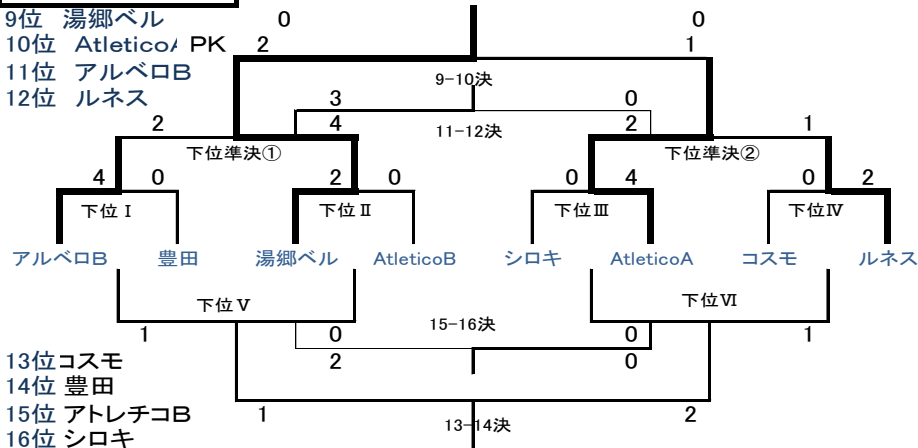 9位 湯郷ベル
0
0
10位 AtleticoA PK
2
1
11位 アルベロB
9-10決
12位 ルネス
3
0
2
4
11-12決
2
1
下位準決①
下位準決②
4 0
2 0
0 4
0 2
下位Ⅰ
下位Ⅱ
下位Ⅲ
下位Ⅳ
アルベロB 豊田 湯郷ベル AtleticoB シロキ AtleticoA コスモ ルネス
下位Ⅴ
下位Ⅵ
15-16決
1
0
0
1
13位コスモ
2
0
14位 豊田
15位 アトレチコB
1
13-14決
2
16位 シロキ